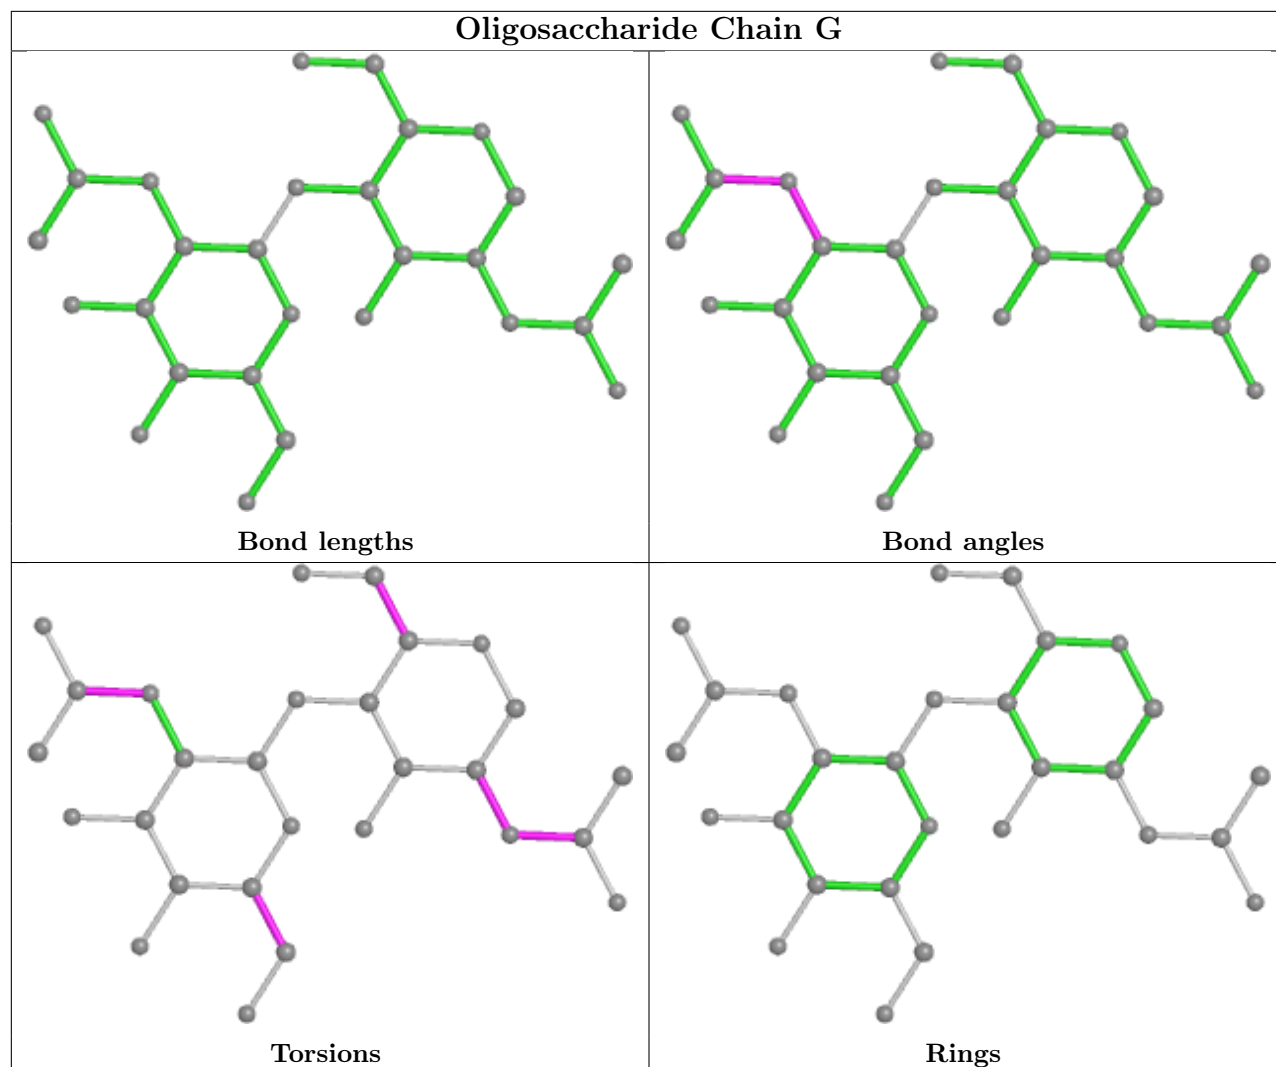 Oligosaccharide Chain G
Bond lengths
Bond angles
Torsions
Rings